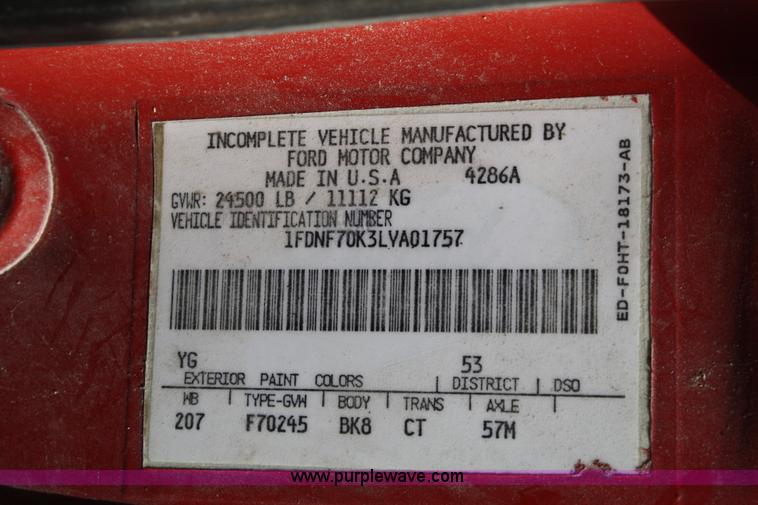 INCOMPLETE VEHICLE MANUFACTURED BY
FORD MOTOR COMPANY
MADE IN U.S.A 4286A
GVWR: 24500 LB / 11112 KG
VEHICLE IDENTIFICATION NUMBER
1FDNF70K3LVA01757
ED-F0HT-18173-AB
YG 53
EXTERIOR PAINT COLORS | DISTRICT | DSO
WB | TYPE-GVW | BODY | TRANS | AXLE |
207 F70245 BK8 CT 57M
www.purplewave.com